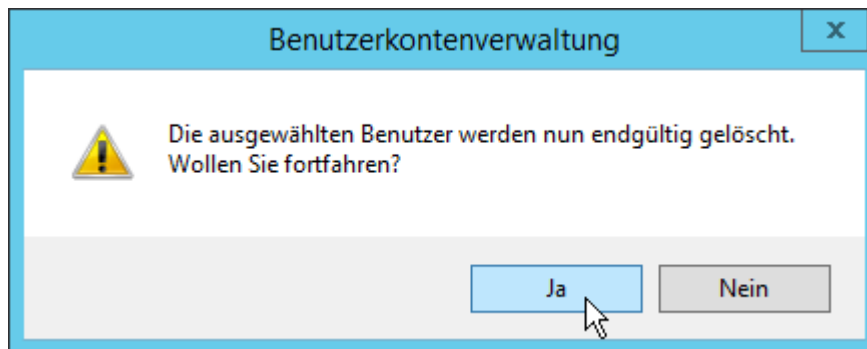 Benutzerkontenverwaltung
x
Die ausgewählten Benutzer werden nun endgültig gelöscht.
Wollen Sie fortfahren?
Ja
Nein